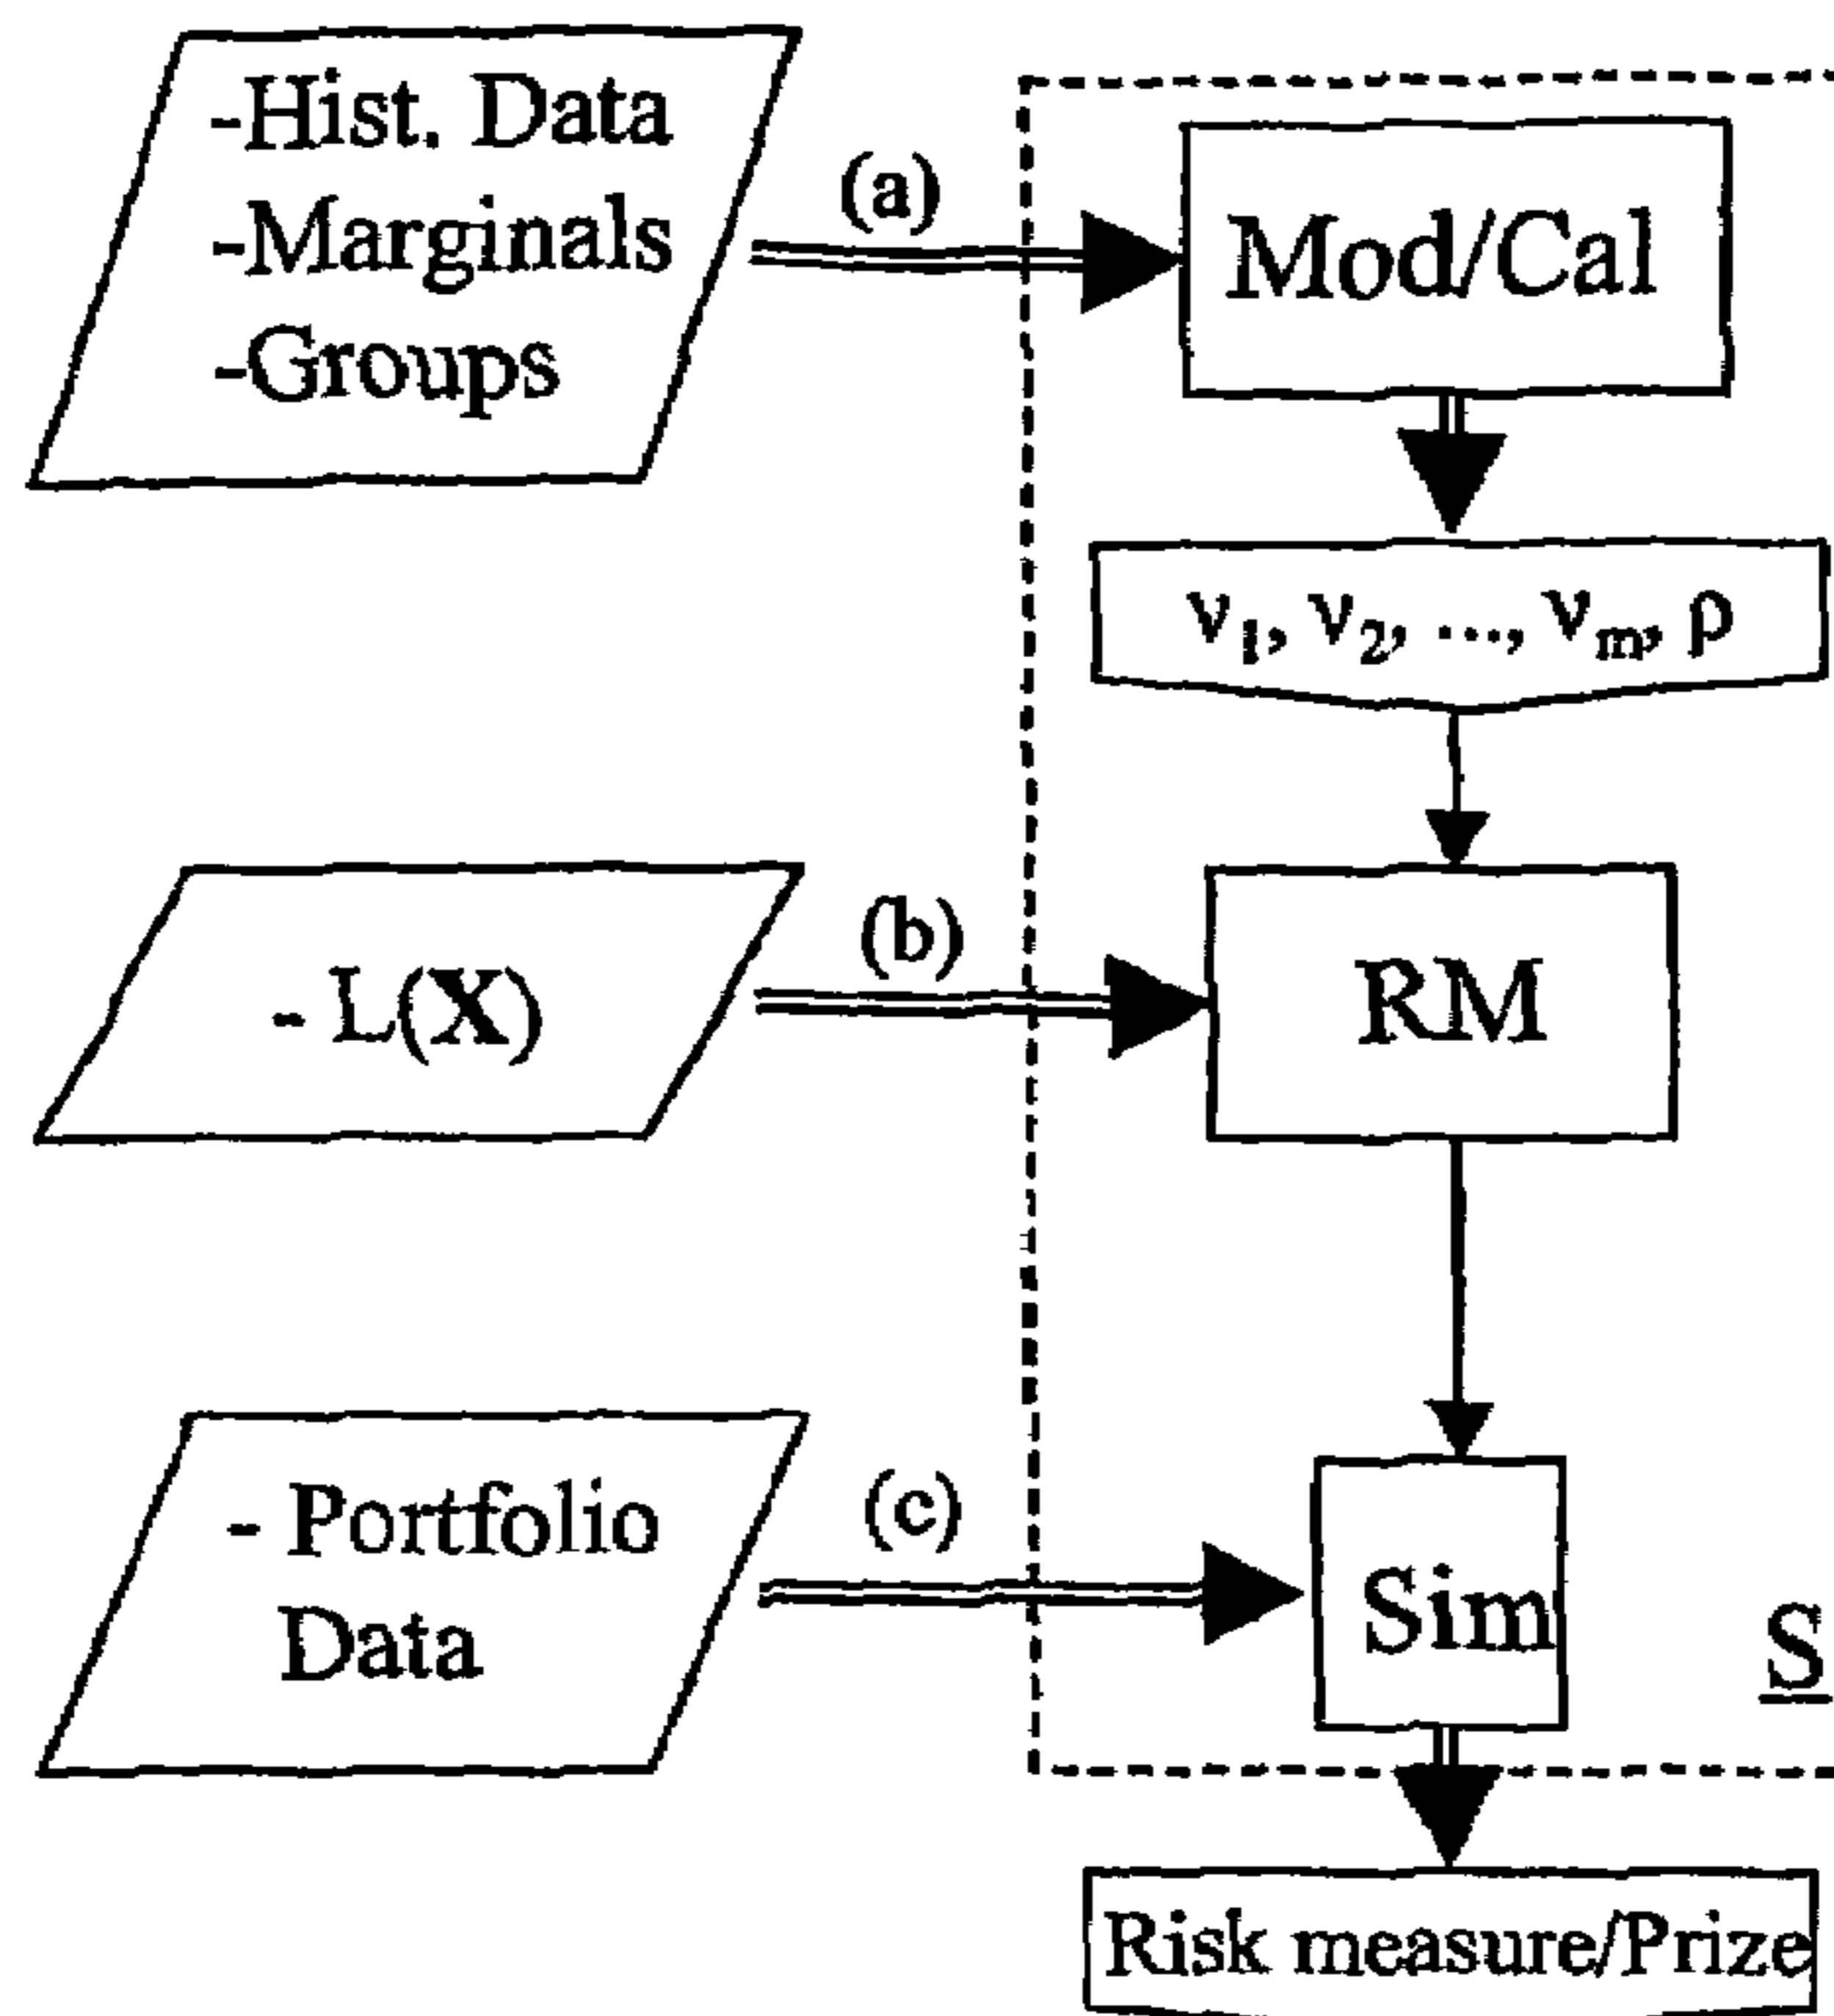 -Hist. Data
-Marginals
-Groups
(a)
Mod/Cal
ν₁, ν₂, ..., νₘ, ρ
- L(X)
(b)
RM
- Portfolio
Data
(c)
Sim
S
Risk measure/Prize